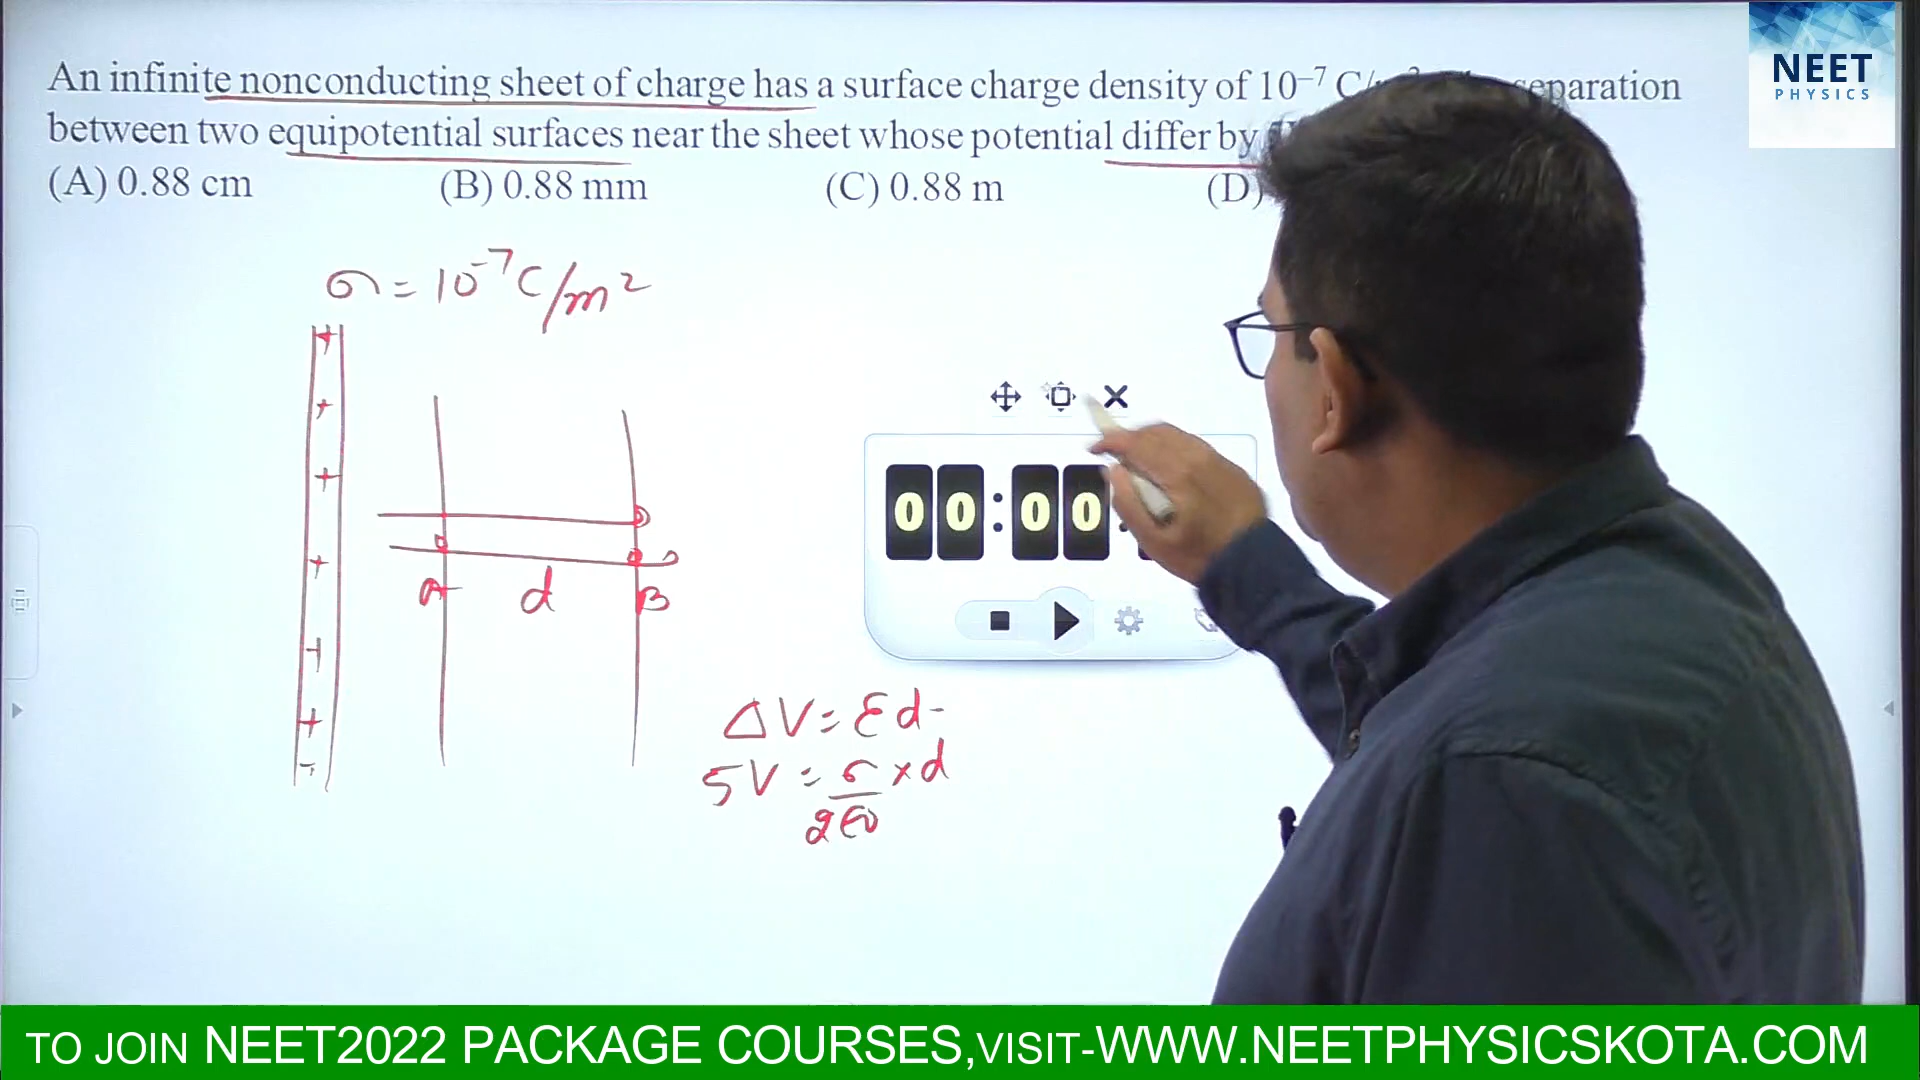 An infinite nonconducting sheet of charge has a surface charge density of 10⁻⁷ C/ separation
between two equipotential surfaces near the sheet whose potential differ by
(A) 0.88 cm (B) 0.88 mm (C) 0.88 m (D)
NEET
PHYSICS
σ = 10⁻⁷ C/m²
+
+
+
+
+
+
A d B
00:00:
ΔV = Ed
5V = σ/2ε₀ × d
TO JOIN NEET2022 PACKAGE COURSES,VISIT-WWW.NEETPHYSICSKOTA.COM